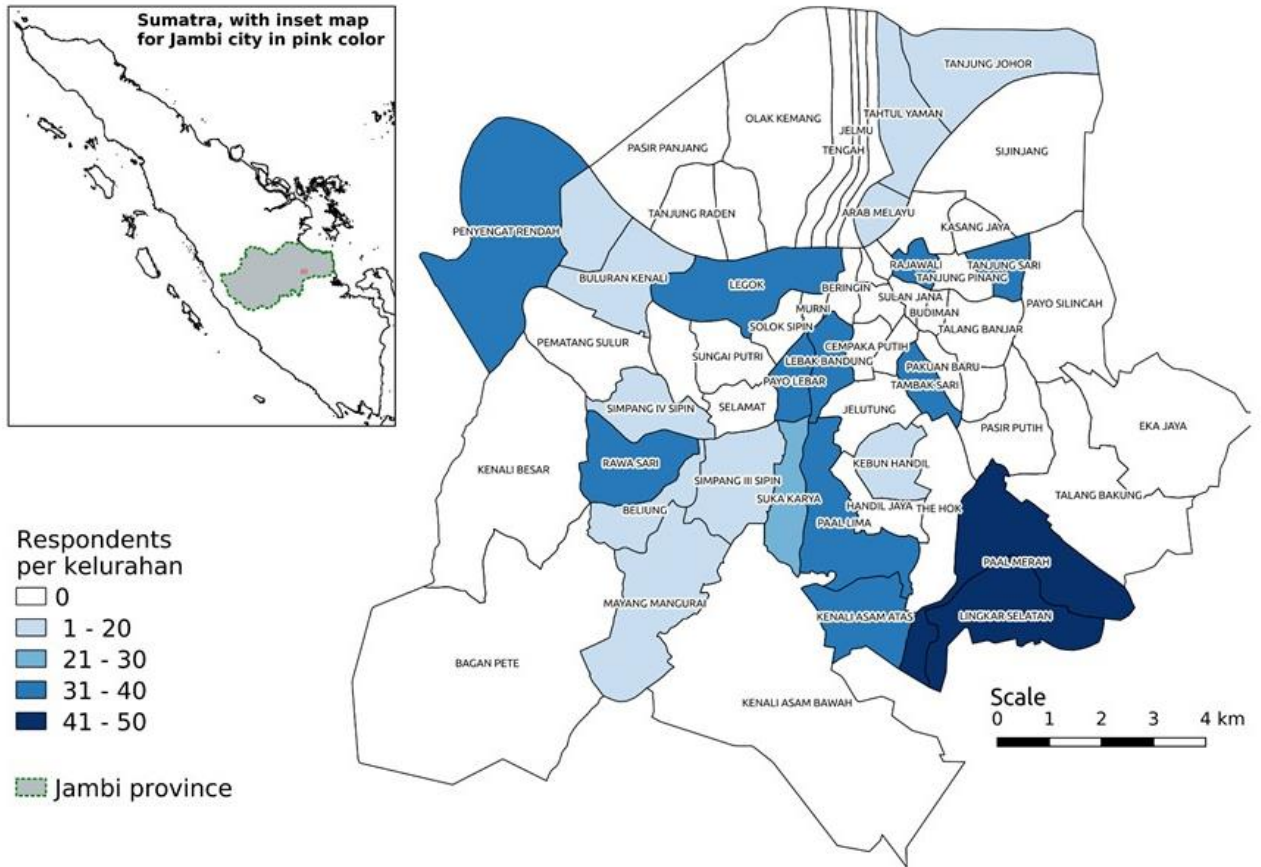 Sumatra, with inset map
for Jambi city in pink color
TANJUNG JOHOR
OLAK KEMANG
TAHTUL YAMAN
JELMU
TENGAH
PASIR PANJANG
SIJINJANG
TANJUNG RADEN
ARAB MELAYU
KASANG JAYA
PENYENGAT RENDAH
RAJAWALI
TANJUNG SARI
TANJUNG PINANG
BULURAN KENALI
LEGOK
BERINGIN
SULAN JANA
PAYO SILINCAH
MURNI
BUDIMAN
SOLOK SIPIN
TALANG BANJAR
PEMATANG SULUR
CEMPAKA PUTIH
SUNGAI PUTRI
LEBAK BANDUNG
PAKUAN BARU
PAYO LEBAR
TAMBAK SARI
SIMPANG IV SIPIN
SELAMAT
JELUTUNG
PASIR PUTIH
EKA JAYA
KENALI BESAR
RAWA SARI
KEBUN HANDIL
SIMPANG III SIPIN
SUKA KARYA
TALANG BAKUNG
BELIUNG
HANDIL JAYA
THE HOK
PAAL LIMA
PAAL MERAH
MAYANG MANGURAI
KENALI ASAM ATAS
LINGKAR SELATAN
BAGAN PETE
KENALI ASAM BAWAH
Respondents
per kelurahan
0
1 - 20
21 - 30
31 - 40
41 - 50
Jambi province
Scale
0 1 2 3 4 km